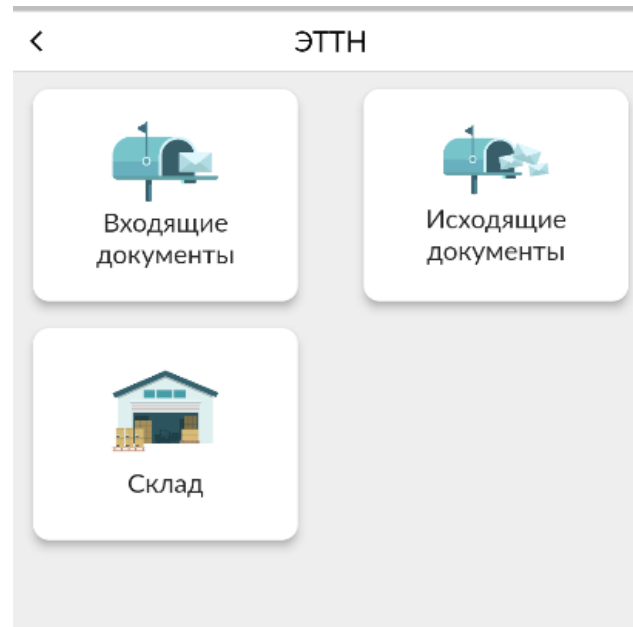 ЭТТН
Входящие
документы
Исходящие
документы
Склад